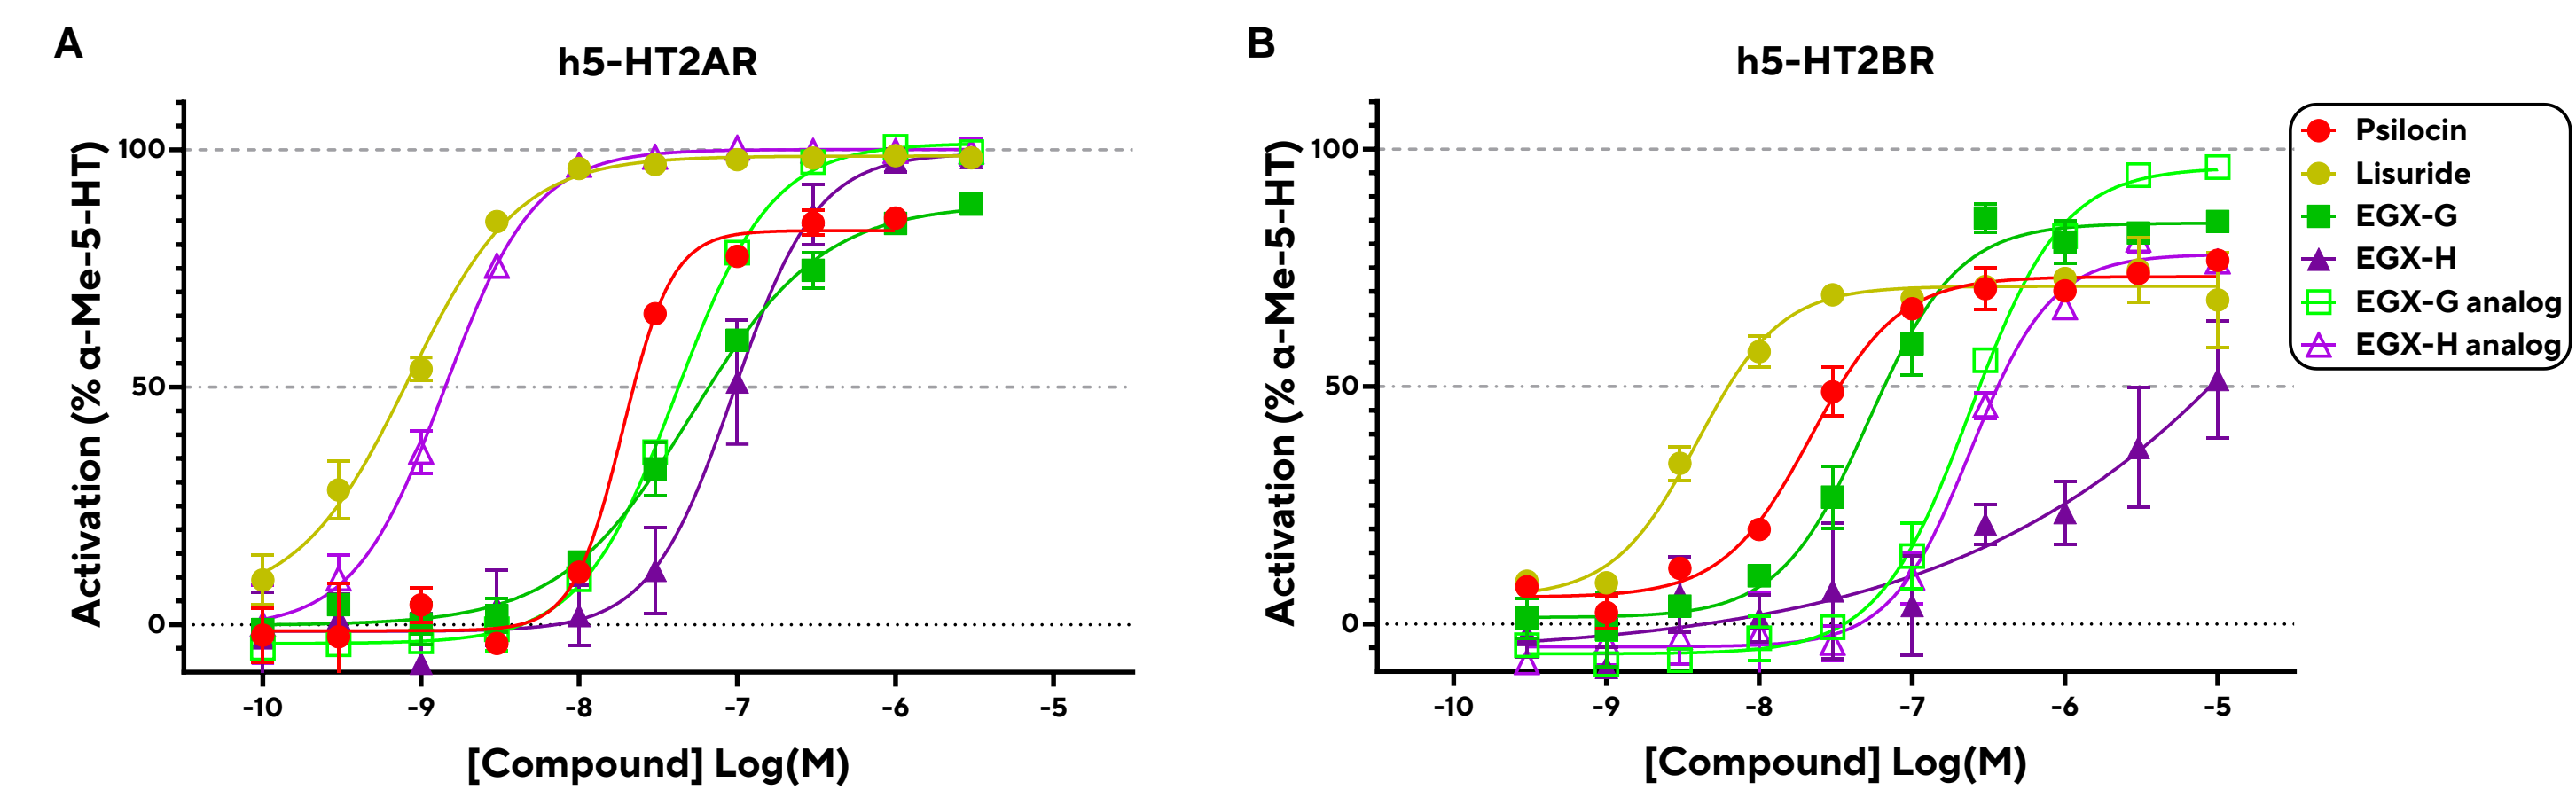 A
h5-HT2AR
Activation (% α-Me-5-HT)
100
50
0
-10 -9 -8 -7 -6 -5
[Compound] Log(M)
B
h5-HT2BR
Activation (% α-Me-5-HT)
100
50
0
-10 -9 -8 -7 -6 -5
[Compound] Log(M)
Psilocin
Lisuride
EGX-G
EGX-H
EGX-G analog
EGX-H analog